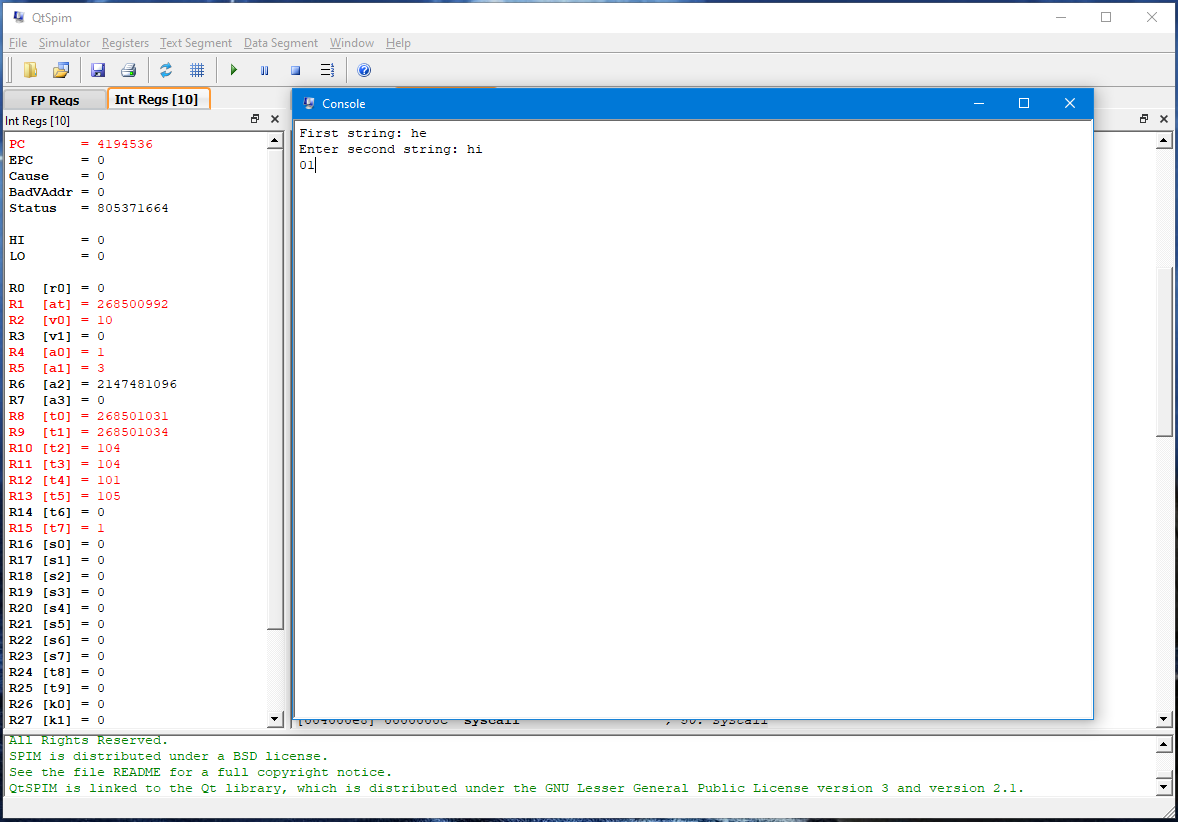 QtSpim
File Simulator Registers Text Segment Data Segment Window Help
FP Regs Int Regs [10]
Int Regs [10]
PC = 4194536
EPC = 0
Cause = 0
BadVAddr = 0
Status = 805371664
HI = 0
LO = 0
R0 [r0] = 0
R1 [at] = 268500992
R2 [v0] = 10
R3 [v1] = 0
R4 [a0] = 1
R5 [a1] = 3
R6 [a2] = 2147481096
R7 [a3] = 0
R8 [t0] = 268501031
R9 [t1] = 268501034
R10 [t2] = 104
R11 [t3] = 104
R12 [t4] = 101
R13 [t5] = 105
R14 [t6] = 0
R15 [t7] = 1
R16 [s0] = 0
R17 [s1] = 0
R18 [s2] = 0
R19 [s3] = 0
R20 [s4] = 0
R21 [s5] = 0
R22 [s6] = 0
R23 [s7] = 0
R24 [t8] = 0
R25 [t9] = 0
R26 [k0] = 0
R27 [k1] = 0
Console
First string: he
Enter second string: hi
01
[004000e8] 0000000c syscall ; 90: syscall
All Rights Reserved.
SPIM is distributed under a BSD license.
See the file README for a full copyright notice.
QtSPIM is linked to the Qt library, which is distributed under the GNU Lesser General Public License version 3 and version 2.1.